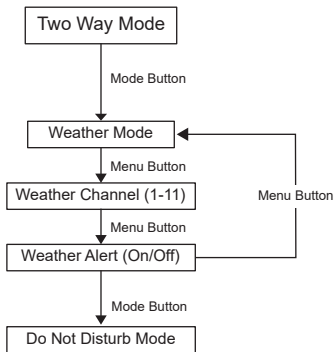 Two Way Mode
Mode Button
Weather Mode
Menu Button
Weather Channel (1-11)
Menu Button
Menu Button
Weather Alert (On/Off)
Mode Button
Do Not Disturb Mode